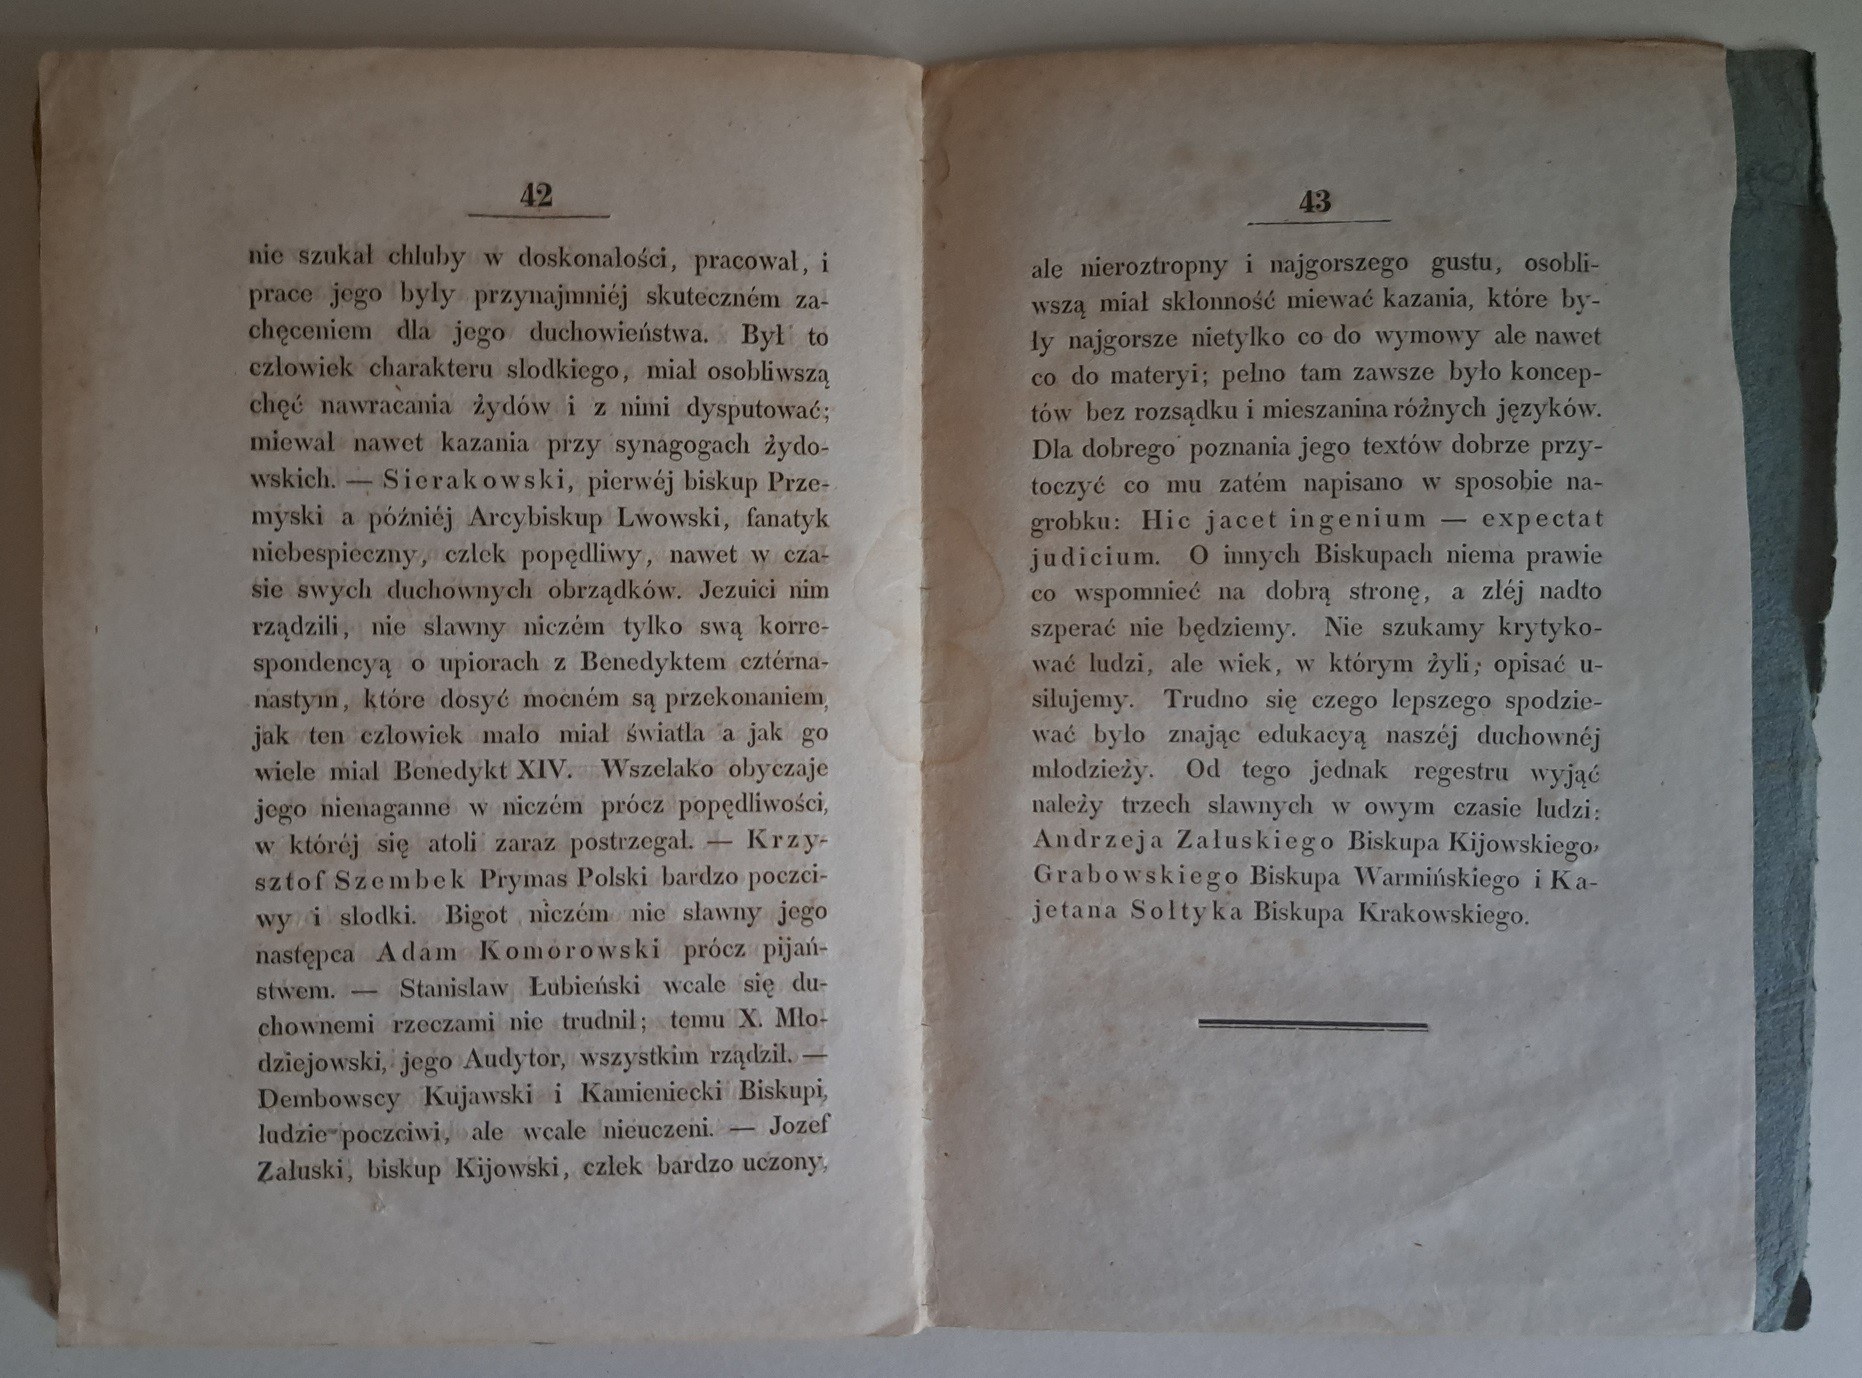 42
nie szukał chluby w doskonałości, pracował, i
prace jego były przynajmniéj skuteczném za-
chęceniem dla jego duchowieństwa. Był to
człowiek charakteru słodkiego, miał osobliwszą
chęć nawracania żydów i z nimi dysputować;
miewał nawet kazania przy synagogach żydo-
wskich. — Sierakowski, pierwéj biskup Prze-
myski a późniéj Arcybiskup Lwowski, fanatyk
niebespieczny, człek popędliwy, nawet w cza-
sie swych duchownych obrządków. Jezuici nim
rządzili, nie sławny niczém tylko swą korre-
spondencyą o upiorach z Benedyktem cztérna-
nastym, które dosyć mocném są przekonaniem,
jak ten człowiek mało miał światła a jak go
wiele miał Benedykt XIV. Wszelako obyczaje
jego nienaganne w niczém prócz popędliwości,
w któréj się atoli zaraz postrzegał. — Krzy-
sztof Szembek Prymas Polski bardzo poczci-
wy i słodki. Bigot niczém nie sławny jego
następca Adam Komorowski prócz pijań-
stwem. — Stanisław Łubieński wcale się du-
chownemi rzeczami nie trudnił; temu X. Mło-
dziejowski, jego Audytor, wszystkim rządził. —
Dembowscy Kujawski i Kamieniecki Biskupi,
ludzie poczciwi, ale wcale nieuczeni. — Jozef
Załuski, biskup Kijowski, człek bardzo uczony,
43
ale nieroztropny i najgorszego gustu, osobli-
wszą miał skłonność miewać kazania, które by-
ły najgorsze nietylko co do wymowy ale nawet
co do materyi; pełno tam zawsze było koncep-
tów bez rozsądku i mieszanina różnych języków.
Dla dobrego poznania jego textów dobrze przy-
toczyć co mu zatém napisano w sposobie na-
grobku: Hic jacet ingenium — expectat
judicium. O innych Biskupach niema prawie
co wspomnieć na dobrą stronę, a złéj nadto
szperać nie będziemy. Nie szukamy krytyko-
wać ludzi, ale wiek, w którym żyli; opisać u-
siłujemy. Trudno się czego lepszego spodzie-
wać było znając edukacyą naszéj duchownéj
młodzieży. Od tego jednak regestru wyjąć
należy trzech sławnych w owym czasie ludzi:
Andrzeja Załuskiego Biskupa Kijowskiego,
Grabowskiego Biskupa Warmińskiego i Ka-
jetana Sołtyka Biskupa Krakowskiego.